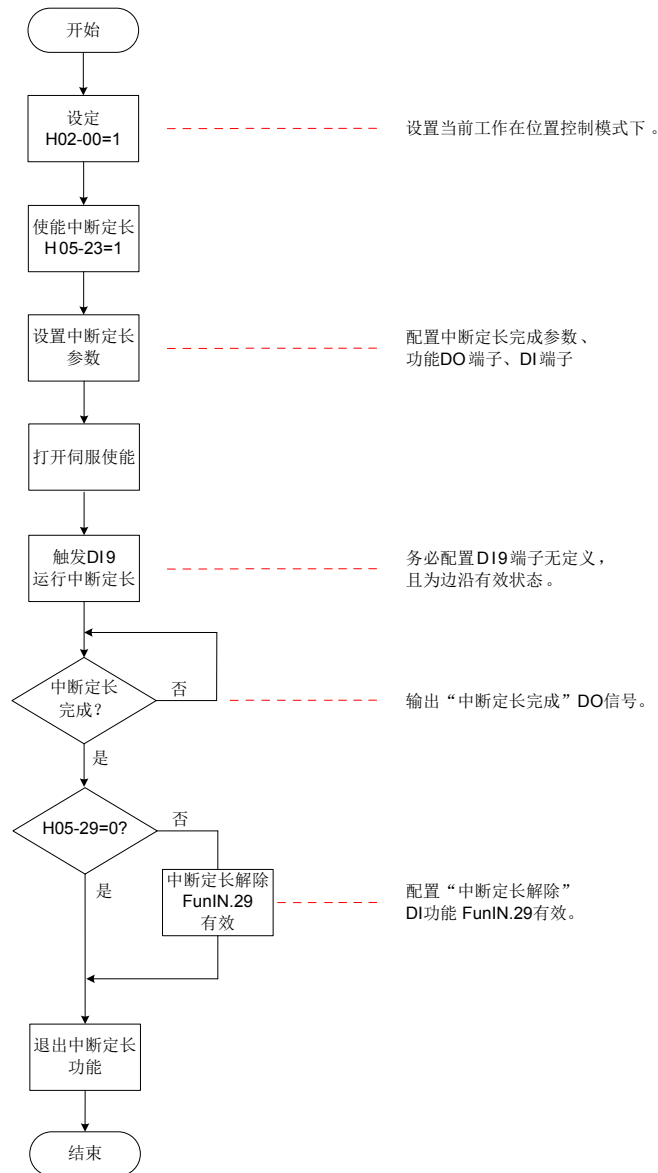 开始
设定
H02-00=1
设置当前工作在位置控制模式下 。
使能中断定长
H 05-23=1
设置中断定长
参数
配置中断定长完成参数、
功能DO 端子、DI 端子
打开伺服使能
触发DI9
运行中断定长
务必配置DI9端子无定义，
且为边沿有效状态。
中断定长
完成？
否
输出“中断定长完成”DO信号。
是
H05-29=0?
否
是
中断定长解除
FunIN.29
有效
配置“中断定长解除”
DI功能 FunIN.29有效。
退出中断定长
功能
结束